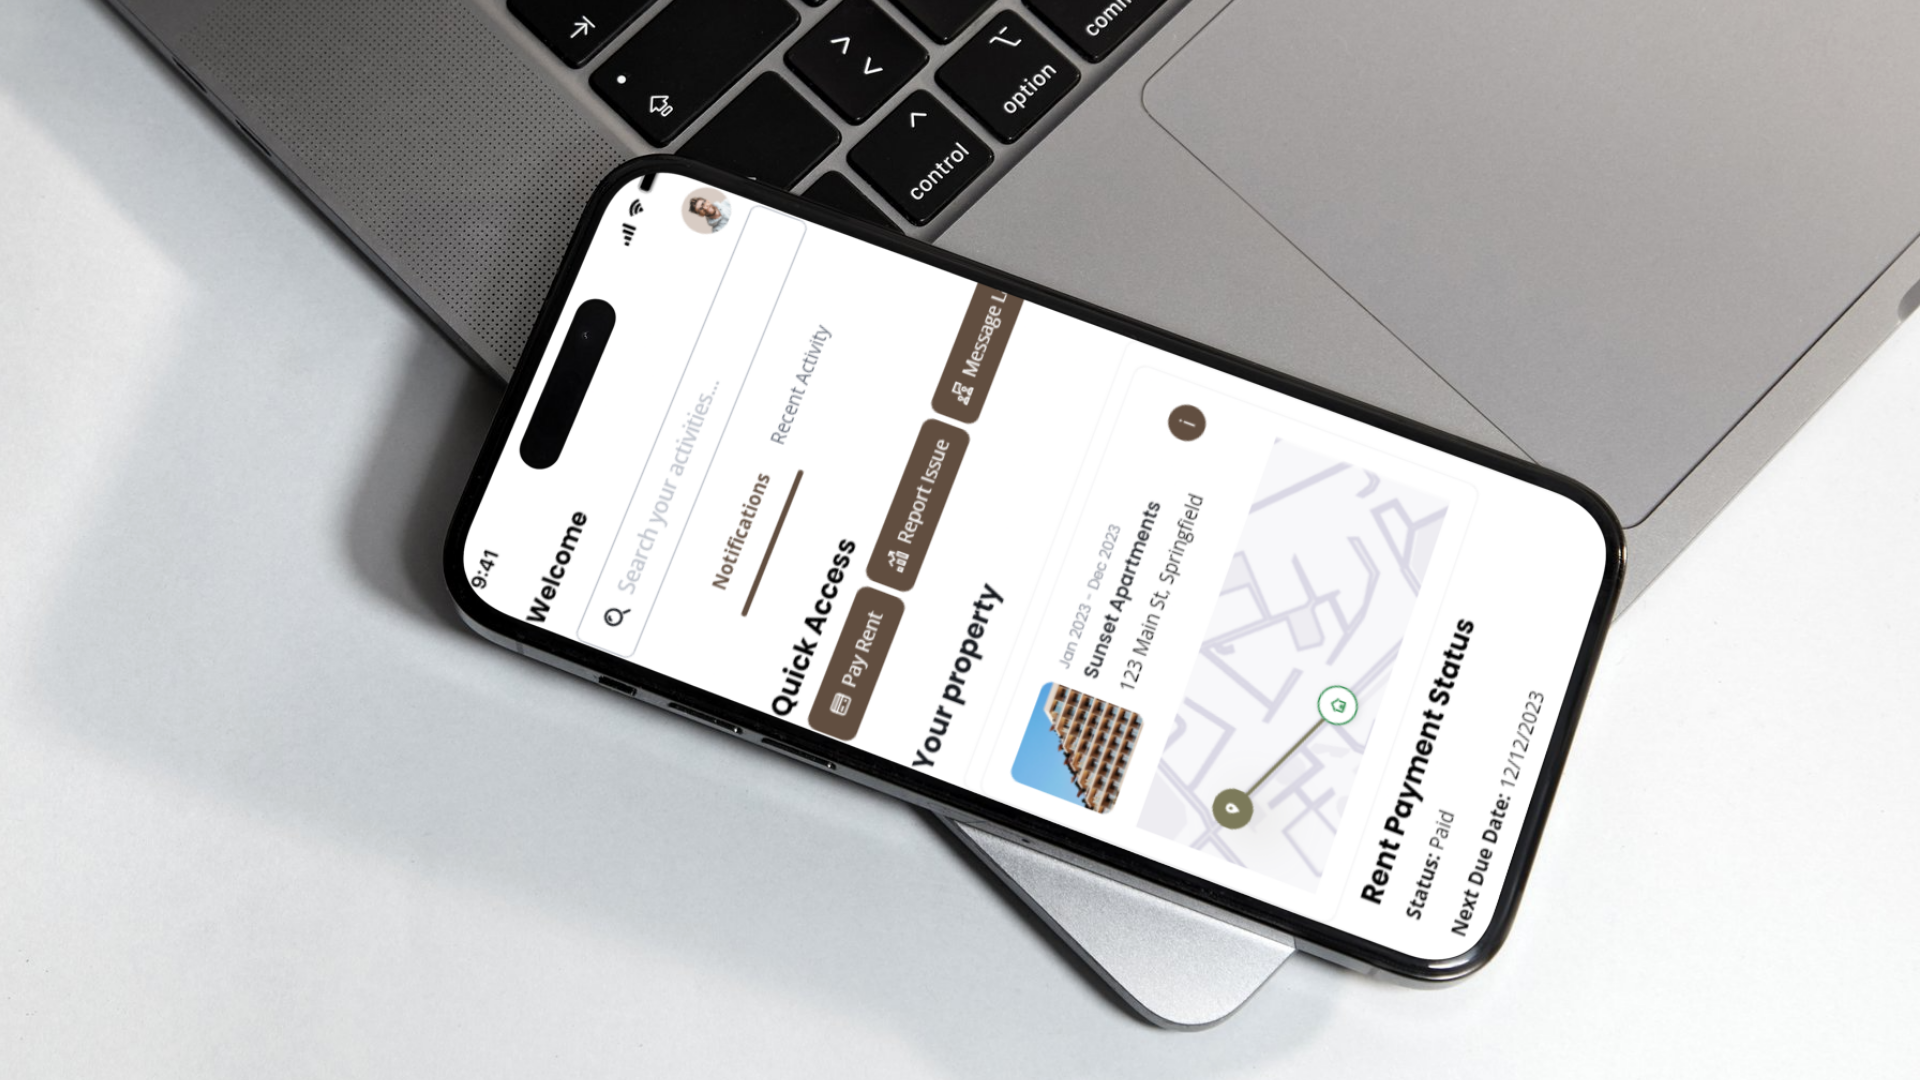 option
control
9:41
Welcome
Search your activities...
Notifications
Recent Activity
Quick Access
Pay Rent
Report Issue
Message L
Your property
Jan 2023 - Dec 2023
Sunset Apartments
123 Main St, Springfield
i
Rent Payment Status
Status: Paid
Next Due Date: 12/12/2023